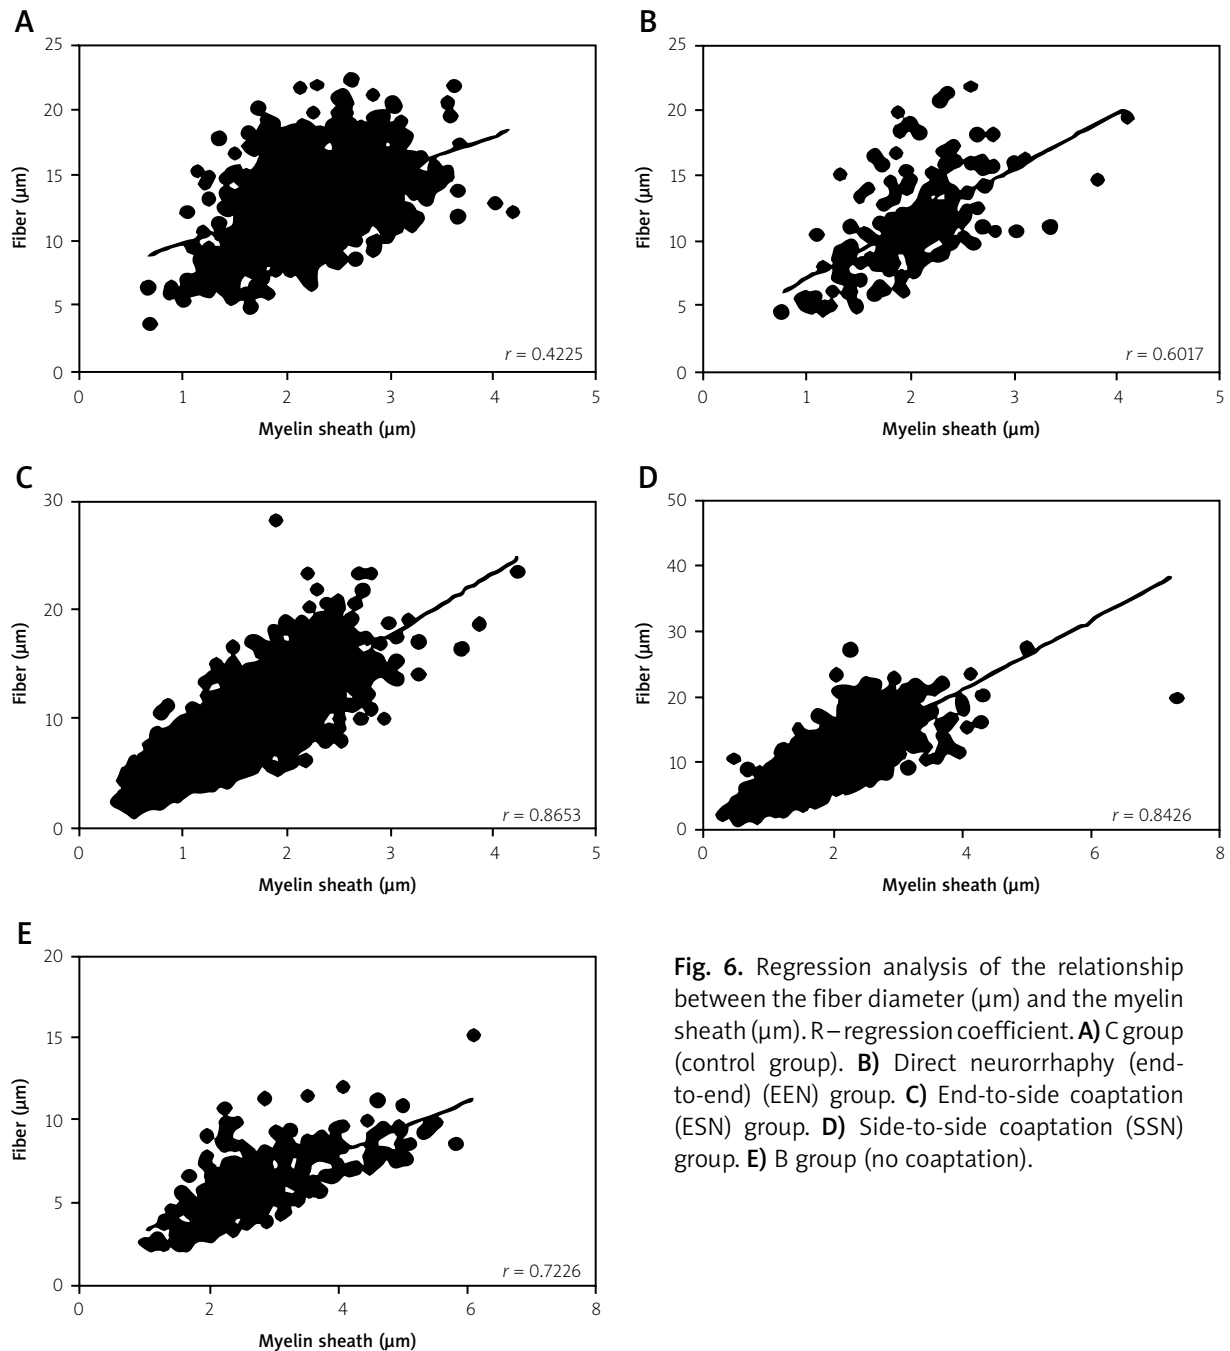 A
25
20
15
10
5
0
Fiber (µm)
r = 0.4225
0 1 2 3 4 5
Myelin sheath (µm)
B
25
20
15
10
5
0
Fiber (µm)
r = 0.6017
0 1 2 3 4 5
Myelin sheath (µm)
C
30
20
10
0
Fiber (µm)
r = 0.8653
0 1 2 3 4 5
Myelin sheath (µm)
D
50
40
30
20
10
0
Fiber (µm)
r = 0.8426
0 2 4 6 8
Myelin sheath (µm)
E
20
15
10
5
0
Fiber (µm)
r = 0.7226
0 2 4 6 8
Myelin sheath (µm)
Fig. 6. Regression analysis of the relationship
between the fiber diameter (µm) and the myelin
sheath (µm). R – regression coefficient. A) C group
(control group). B) Direct neurorrhaphy (end-
to-end) (EEN) group. C) End-to-side coaptation
(ESN) group. D) Side-to-side coaptation (SSN)
group. E) B group (no coaptation).